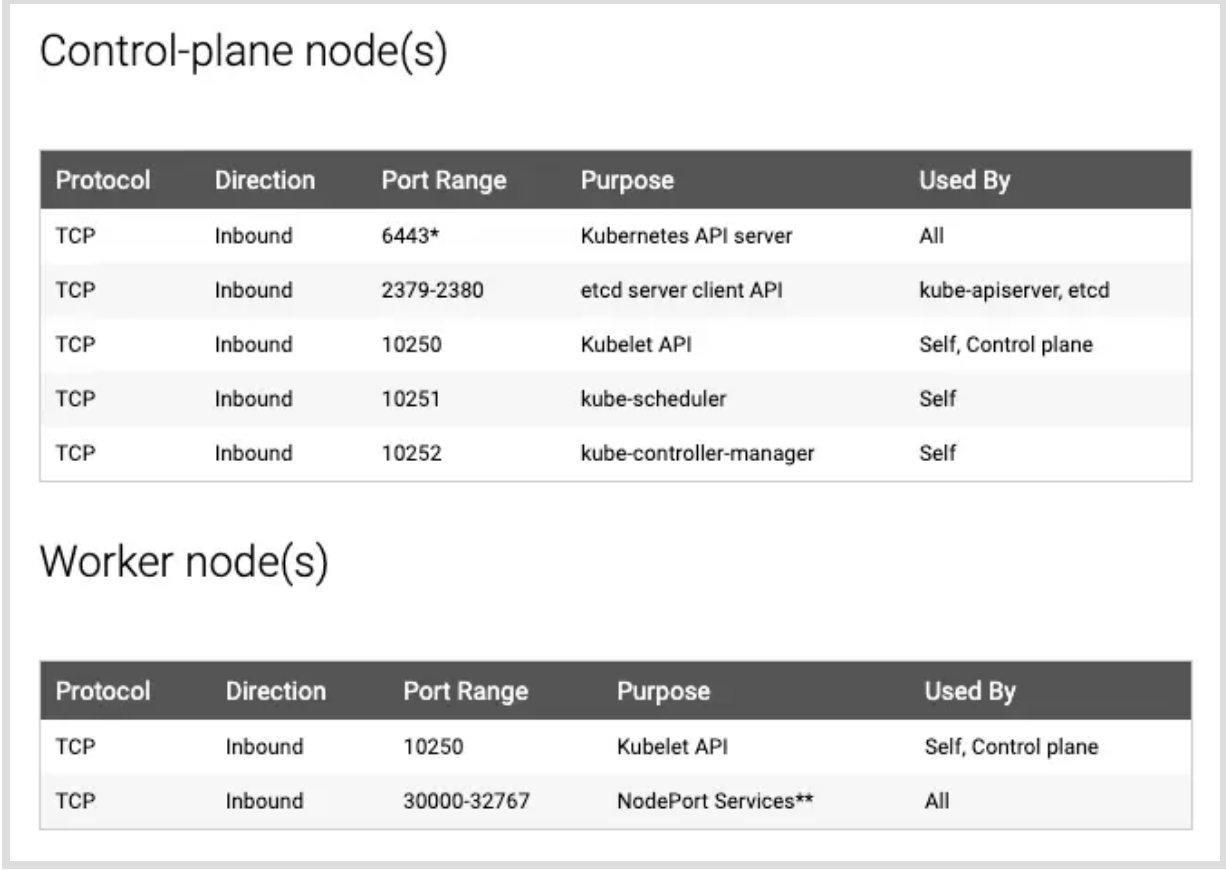 Control-plane node(s)
Protocol Direction Port Range Purpose Used By
TCP Inbound 6443* Kubernetes API server All
TCP Inbound 2379-2380 etcd server client API kube-apiserver, etcd
TCP Inbound 10250 Kubelet API Self, Control plane
TCP Inbound 10251 kube-scheduler Self
TCP Inbound 10252 kube-controller-manager Self
Worker node(s)
Protocol Direction Port Range Purpose Used By
TCP Inbound 10250 Kubelet API Self, Control plane
TCP Inbound 30000-32767 NodePort Services** All